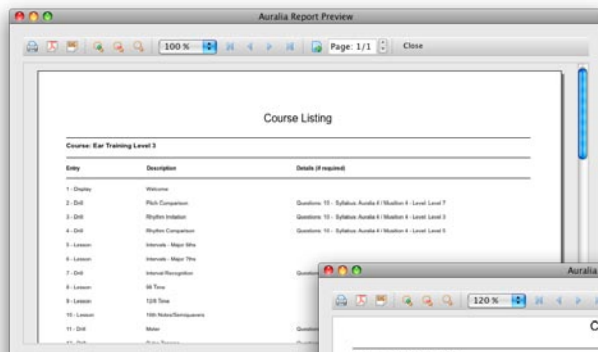 Auralia Report Preview
100 % Page: 1/1 Close
Course Listing
Course: Ear Training Level 3
Entry Description Details (if required)
1 - Display Welcome
2 - Drill Pitch Comparison Questions: 10 - Syllabus: Auralia 4 / Musition 4 - Level: Level 7
3 - Drill Rhythm Imitation Questions: 10 - Syllabus: Auralia 4 / Musition 4 - Level: Level 3
4 - Drill Rhythm Comparison Questions: 10 - Syllabus: Auralia 4 / Musition 4 - Level: Level 5
5 - Lesson Intervals - Major 6ths
6 - Lesson Intervals - Major 7ths
7 - Drill Interval Recognition
8 - Lesson Time
9 - Lesson 12/8 Time
10 - Lesson 16th Notes/Semiquavers
11 - Drill Meter
Auralia
120 %